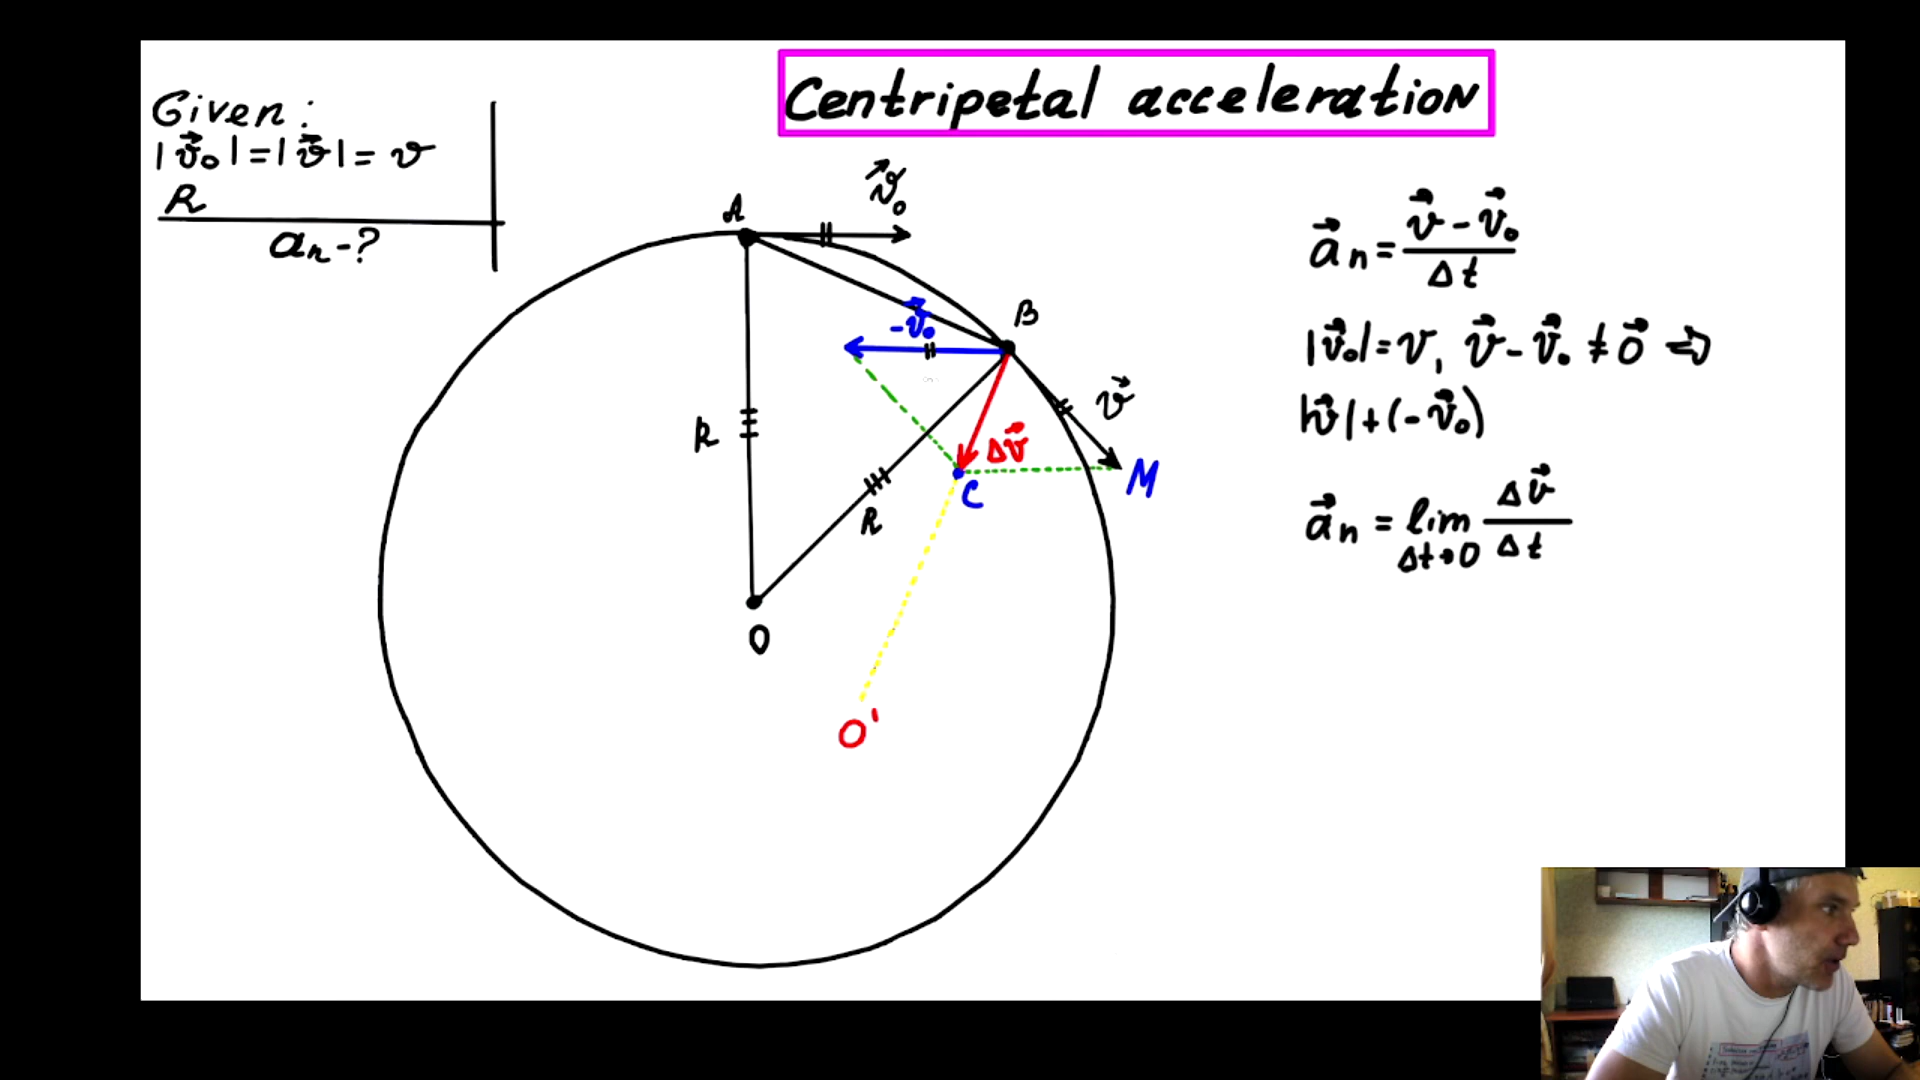 Centripetal acceleration
Given:
|v⃗₀| = |v⃗| = v
R
aₙ - ?
A
v⃗₀
B
-v⃗₀
v⃗
R
Δv⃗
M
C
R
O
O'
a⃗ₙ = (v⃗ - v⃗₀) / Δt
|v⃗₀| = v, v⃗ - v⃗₀ ≠ 0⃗ ⇒
|v⃗| + (-v⃗₀)
a⃗ₙ = lim Δt→0 Δv⃗ / Δt